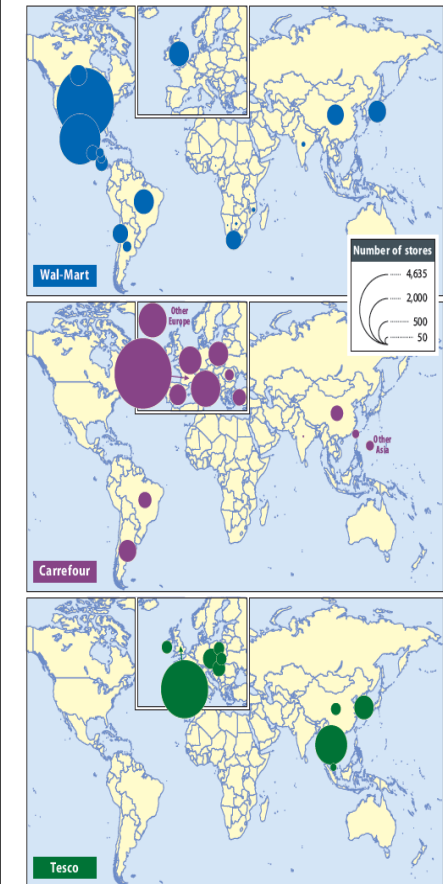 Wal-Mart
Number of stores
4,635
2,000
500
50
Other
Europe
Other
Asia
Carrefour
Tesco